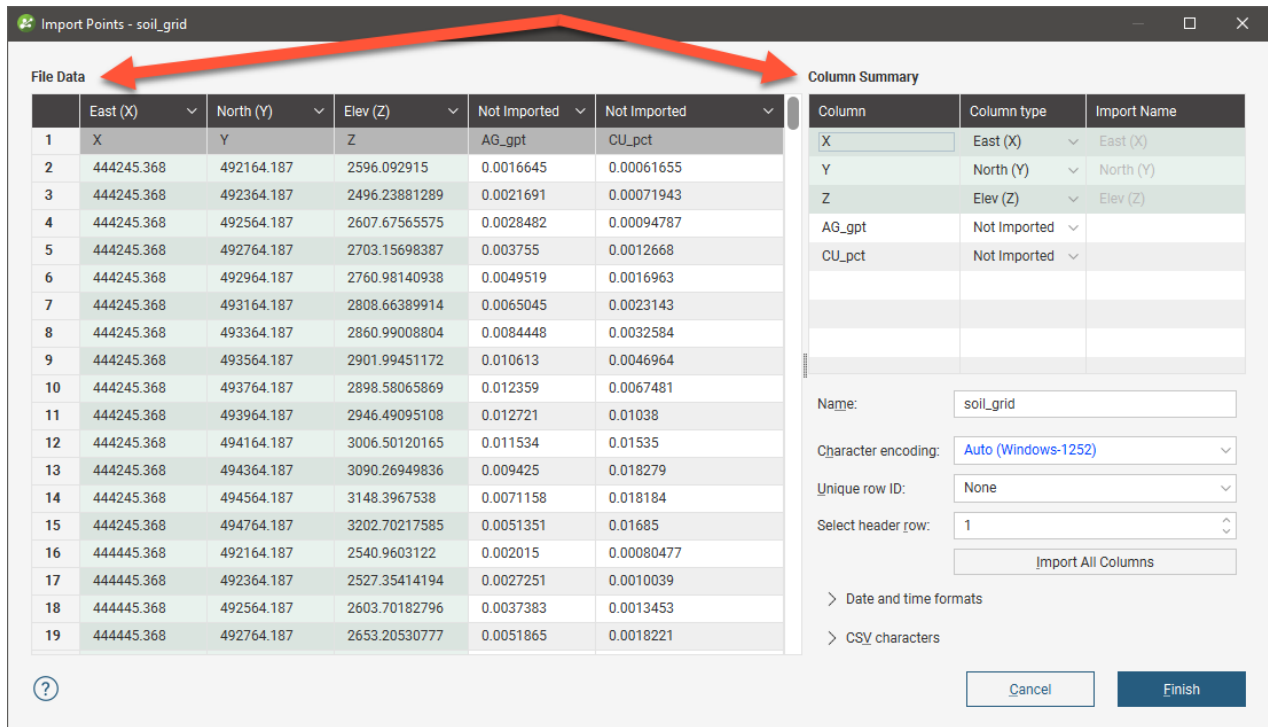 Import Points - soil_grid
File Data
East (X) North (Y) Elev (Z) Not Imported Not Imported
1 X Y Z AG_gpt CU_pct
2 444245.368 492164.187 2596.092915 0.0016645 0.00061655
3 444245.368 492364.187 2496.23881289 0.0021691 0.00071943
4 444245.368 492564.187 2607.67565575 0.0028482 0.00094787
5 444245.368 492764.187 2703.15698387 0.003755 0.0012668
6 444245.368 492964.187 2760.98140938 0.0049519 0.0016963
7 444245.368 493164.187 2808.66389914 0.0065045 0.0023143
8 444245.368 493364.187 2860.99008804 0.0084448 0.0032584
9 444245.368 493564.187 2901.99451172 0.010613 0.0046964
10 444245.368 493764.187 2898.58065869 0.012359 0.0067481
11 444245.368 493964.187 2946.49095108 0.012721 0.01038
12 444245.368 494164.187 3006.50120165 0.011534 0.01535
13 444245.368 494364.187 3090.26949836 0.009425 0.018279
14 444245.368 494564.187 3148.3967538 0.0071158 0.018184
15 444245.368 494764.187 3202.70217585 0.0051351 0.01685
16 444445.368 492164.187 2540.9603122 0.002015 0.00080477
17 444445.368 492364.187 2527.35414194 0.0027251 0.0010039
18 444445.368 492564.187 2603.70182796 0.0037383 0.0013453
19 444445.368 492764.187 2653.20530777 0.0051865 0.0018221
Column Summary
Column Column type Import Name
X East (X) East (X)
Y North (Y) North (Y)
Z Elev (Z) Elev (Z)
AG_gpt Not Imported
CU_pct Not Imported
Name: soil_grid
Character encoding: Auto (Windows-1252)
Unique row ID: None
Select header row: 1
Import All Columns
Date and time formats
CSV characters
? Cancel Finish